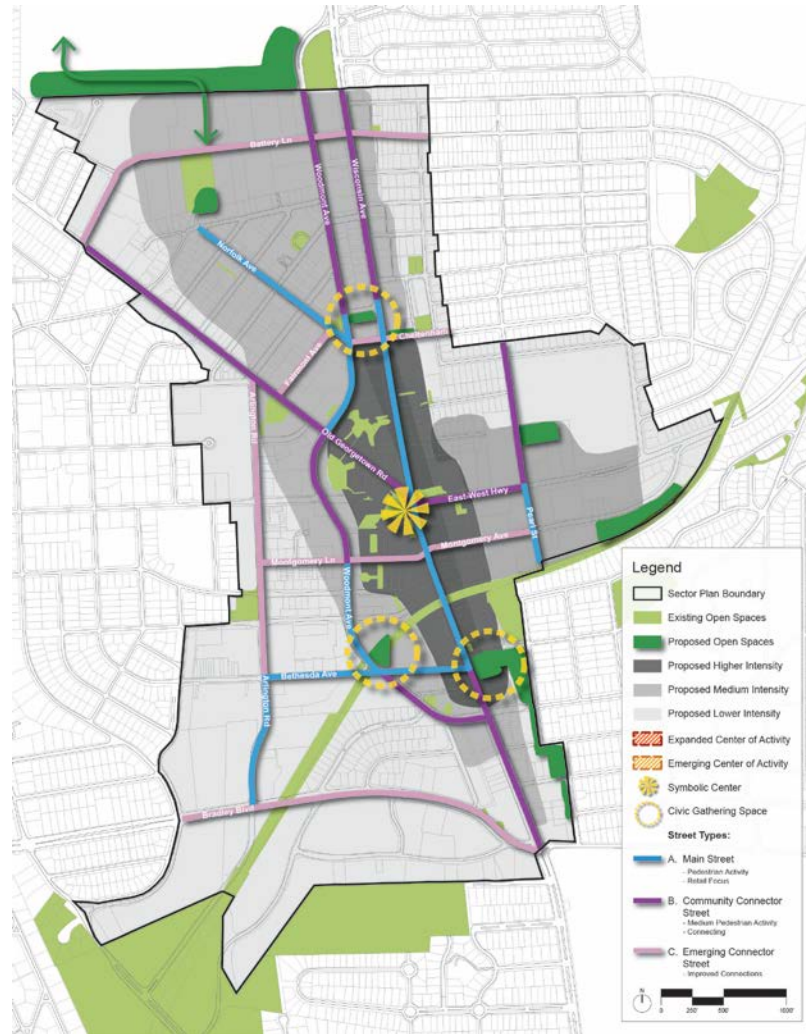 Battery Ln
Woodmont Ave
Wisconsin Ave
Norfolk Ave
Fairmont Ave
Arlington Rd
Old Georgetown Rd
East-West Hwy
Pearl St
Montgomery Ave
Montgomery Ln
Woodmont Ave
Bethesda Ave
Arlington Rd
Bradley Blvd
Legend
Sector Plan Boundary
Existing Open Spaces
Proposed Open Spaces
Proposed Higher Intensity
Proposed Medium Intensity
Proposed Lower Intensity
Expanded Center of Activity
Emerging Center of Activity
Symbolic Center
Civic Gathering Space
Street Types:
A. Main Street
- Pedestrian Activity
- Retail Focus
B. Community Connector
Street
- Medium Pedestrian Activity
- Connecting
C. Emerging Connector
Street
- Improved Connections
N
0 250 500 1000'